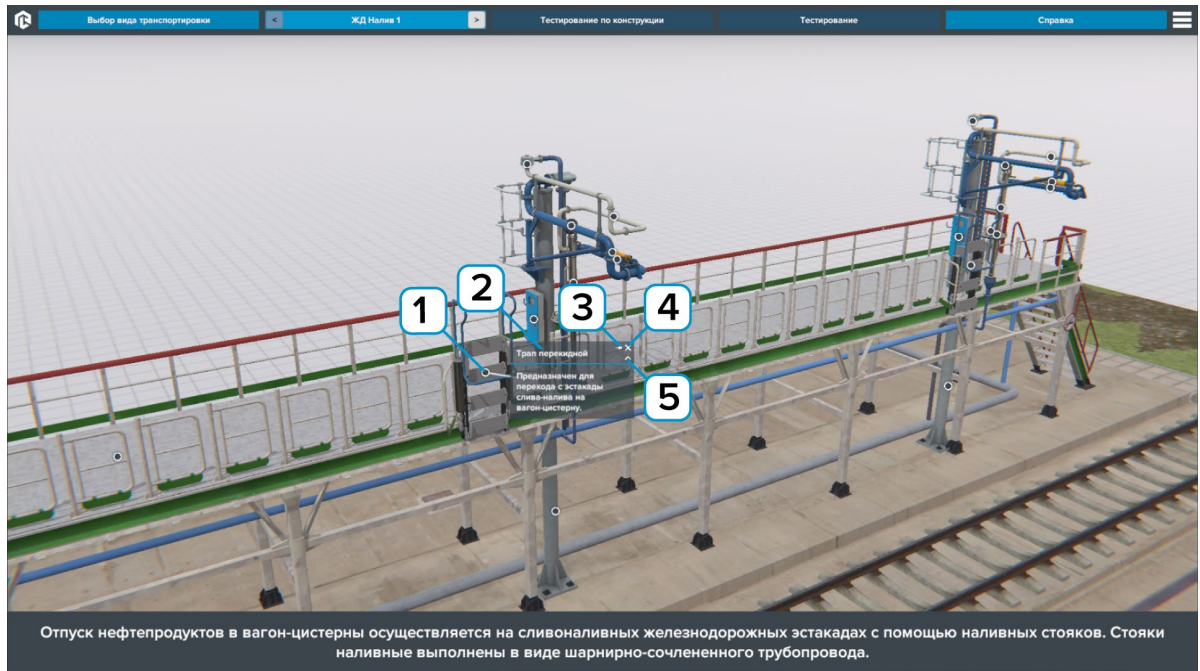 Выбор вида транспортировки
<
ЖД Налив 1
>
Тестирование по конструкции
Тестирование
Справка
1
2
3
4
5
Трап перекидной
Предназначен для
перехода с эстакады
слива-налива на
вагон-цистерну.
Отпуск нефтепродуктов в вагон-цистерны осуществляется на сливоналивных железнодорожных эстакадах с помощью наливных стояков. Стояки
наливные выполнены в виде шарнирно-сочлененного трубопровода.